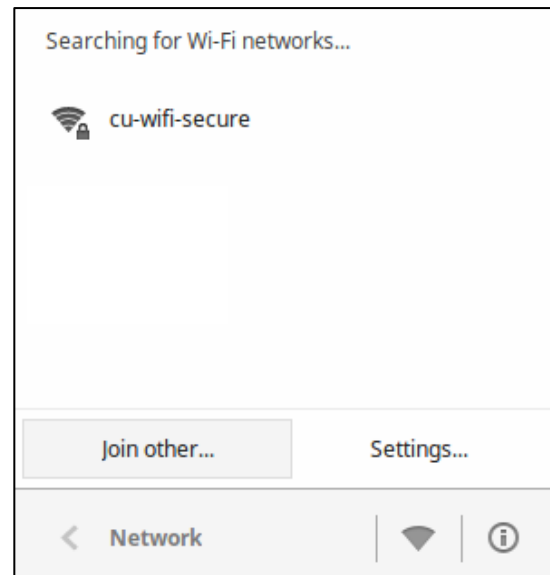 Searching for Wi-Fi networks...
cu-wifi-secure
Join other...
Settings...
Network